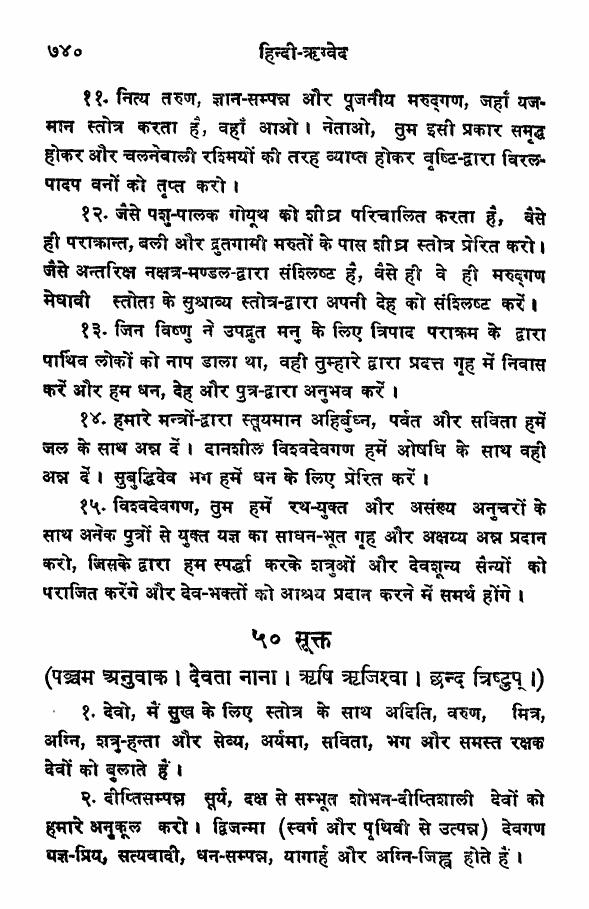 ७४० हिन्दी-ऋग्वेद
११. नित्य तरुण, ज्ञान-सम्पन्न और पूजनीय मरुद्गण, जहाँ यज-
मान स्तोत्र करता है, वहाँ आओ। नेताओ, तुम इसी प्रकार समृद्ध
होकर और चलनेवाली रश्मियों की तरह व्याप्त होकर वृष्टि-द्वारा विरल-
पादप वनों को तृप्त करो।
१२. जैसे पशु-पालक गोयूथ को शीघ्र परिचालित करता है, वैसे
ही पराक्रान्त, बली और द्रुतगामी मरुतों के पास शीघ्र स्तोत्र प्रेरित करो।
जैसे अन्तरिक्ष नक्षत्र-मण्डल-द्वारा संश्लिष्ट है, वैसे ही वे ही मरुद्गण
मेधावी स्तोता के सुश्राव्य स्तोत्र-द्वारा अपनी देह को संश्लिष्ट करें।
१३. जिन विष्णु ने उपद्रुत मनु के लिए त्रिपाद पराक्रम के द्वारा
पार्थिव लोकों को नाप डाला था, वही तुम्हारे द्वारा प्रदत्त गृह में निवास
करें और हम धन, देह और पुत्र-द्वारा अनुभव करें।
१४. हमारे मन्त्रों-द्वारा स्तूयमान अहिर्बुध्न, पर्वत और सविता हमें
जल के साथ अन्न दें। दानशील विश्वदेवगण हमें ओषधि के साथ वही
अन्न दें। सुबुद्धिदेव भग हमें धन के लिए प्रेरित करें।
१५. विश्वदेवगण, तुम हमें रथ-युक्त और असंख्य अनुचरों के
साथ अनेक पुत्रों से युक्त यज्ञ का साधन-भूत गृह और अक्षय्य अन्न प्रदान
करो, जिसके द्वारा हम स्पर्द्धा करके शत्रुओं और देवशून्य सैन्यों को
पराजित करेंगे और देव-भक्तों को आश्रय प्रदान करने में समर्थ होंगे।
५० सूक्त
(पञ्चम अनुवाक। देवता नाना। ऋषि ऋजिश्वा। छन्द त्रिष्टुप्।)
१. देवो, मैं सुख के लिए स्तोत्र के साथ अदिति, वरुण, मित्र,
अग्नि, शत्रु-हन्ता और सेव्य, अर्यमा, सविता, भग और समस्त रक्षक
देवों को बुलाते हैं।
२. दीप्तिसम्पन्न सूर्य, दक्ष से सम्भूत शोभन-दीप्तिशाली देवों को
हमारे अनुकूल करो। द्विजन्मा (स्वर्ग और पृथिवी से उत्पन्न) देवगण
यज्ञ-प्रिय, सत्यवादी, धन-सम्पन्न, यागार्ह और अग्नि-जिह्व होते हैं।